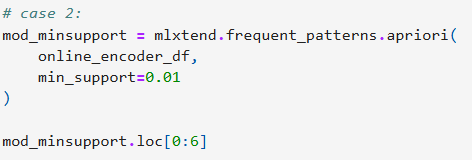 # case 2:
mod_minsupport = mlxtend.frequent_patterns.apriori(
    online_encoder_df,
    min_support=0.01
)
mod_minsupport.loc[0:6]